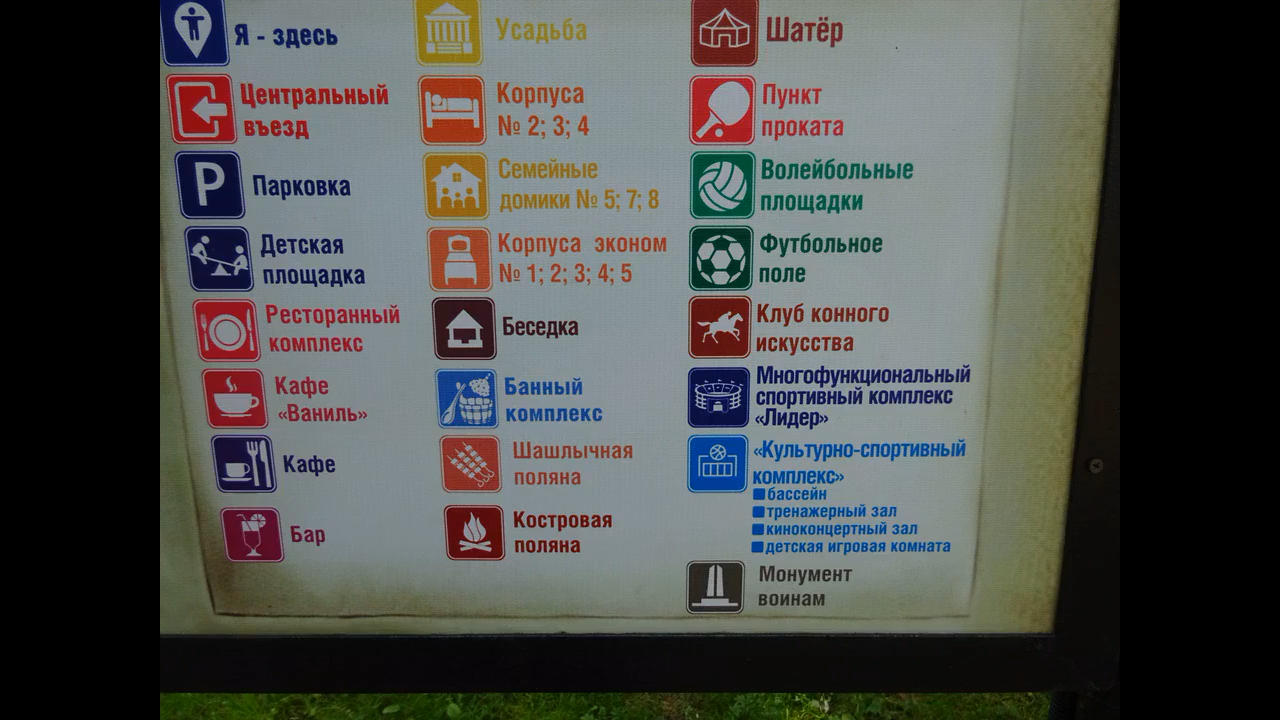 Я - здесь
Центральный
въезд
P
Парковка
Детская
площадка
Ресторанный
комплекс
Кафе
«Ваниль»
Кафе
Бар
Усадьба
Корпуса
№ 2; 3; 4
Семейные
домики № 5; 7; 8
Корпуса эконом
№ 1; 2; 3; 4; 5
Беседка
Банный
комплекс
Шашлычная
поляна
Костровая
поляна
Шатёр
Пункт
проката
Волейбольные
площадки
Футбольное
поле
Клуб конного
искусства
Многофункциональный
спортивный комплекс
«Лидер»
«Культурно-спортивный
комплекс»
бассейн
тренажерный зал
киноконцертный зал
детская игровая комната
Монумент
воинам